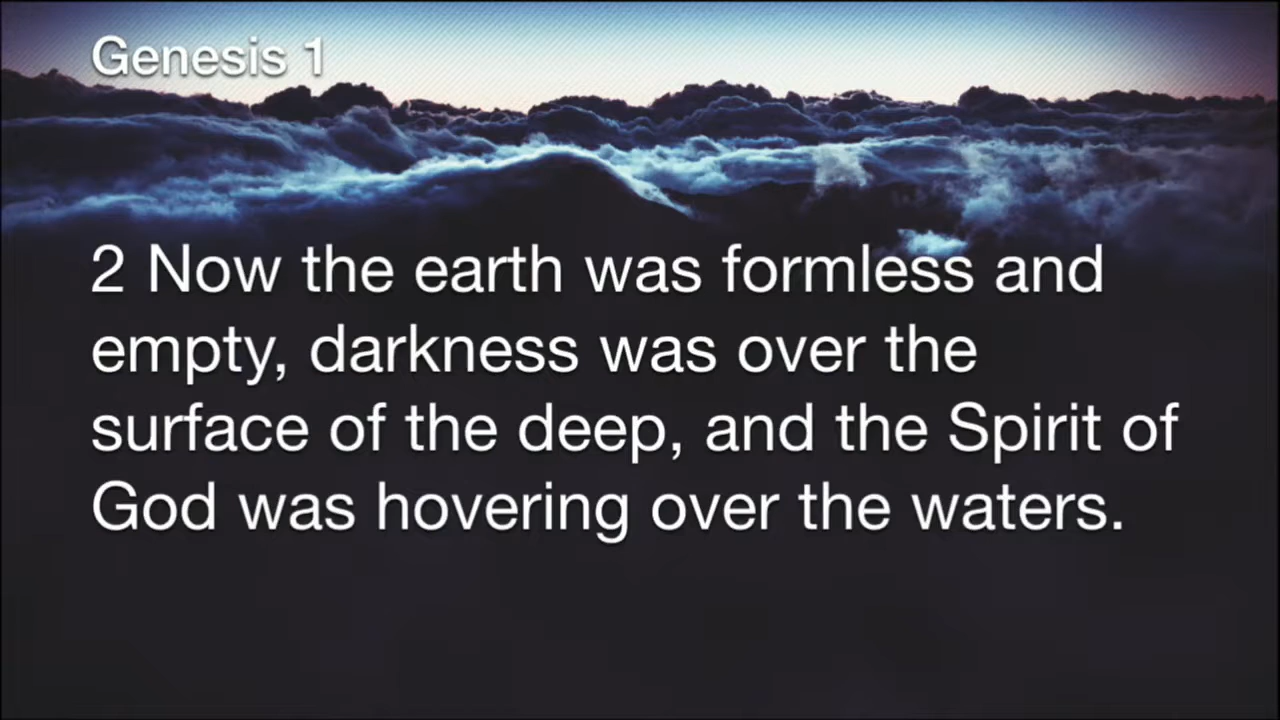 Genesis 1
2 Now the earth was formless and
empty, darkness was over the
surface of the deep, and the Spirit of
God was hovering over the waters.